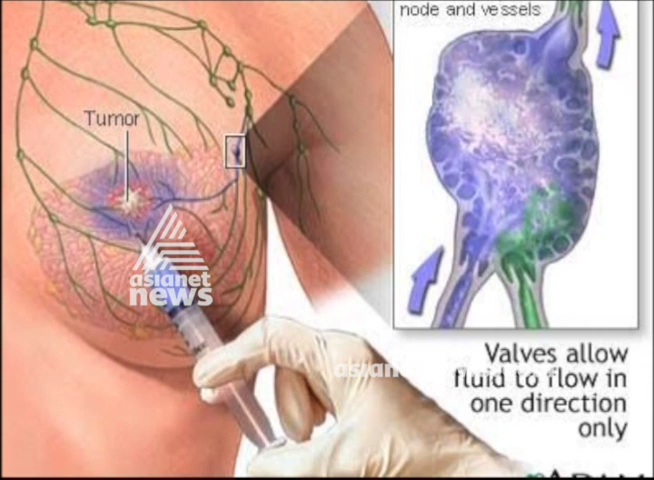 node and vessels
Tumor
asianet
news
Valves allow
fluid to flow in
one direction
only